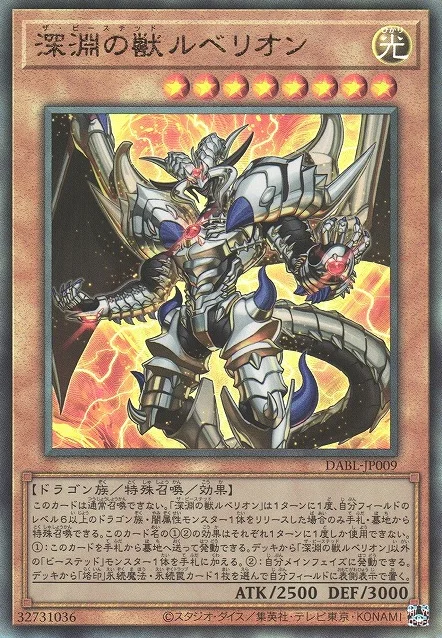 ザ・ビーステッド
深淵の獣ルベリオン
ひかり
光
DABL-JP009
【ドラゴン族／特殊召喚／効果】
このカードは通常召喚できない。「深淵の獣ルベリオン」は1ターンに1度、自分フィールドの
レベル6以上のドラゴン族・闇属性モンスター1体をリリースした場合のみ手札・墓地から
特殊召喚できる。このカード名の①②の効果はそれぞれ1ターンに1度しか使用できない。
①：このカードを手札から墓地へ送って発動できる。デッキから「深淵の獣ルベリオン」以外
の「ビーステッド」モンスター1体を手札に加える。②：自分メインフェイズに発動できる。
デッキから「烙印」永続魔法・永続罠カード1枚を選んで自分フィールドに表側表示で置く。
ATK/2500 DEF/3000
32731036
©スタジオ・ダイス/集英社・テレビ東京・KONAMI